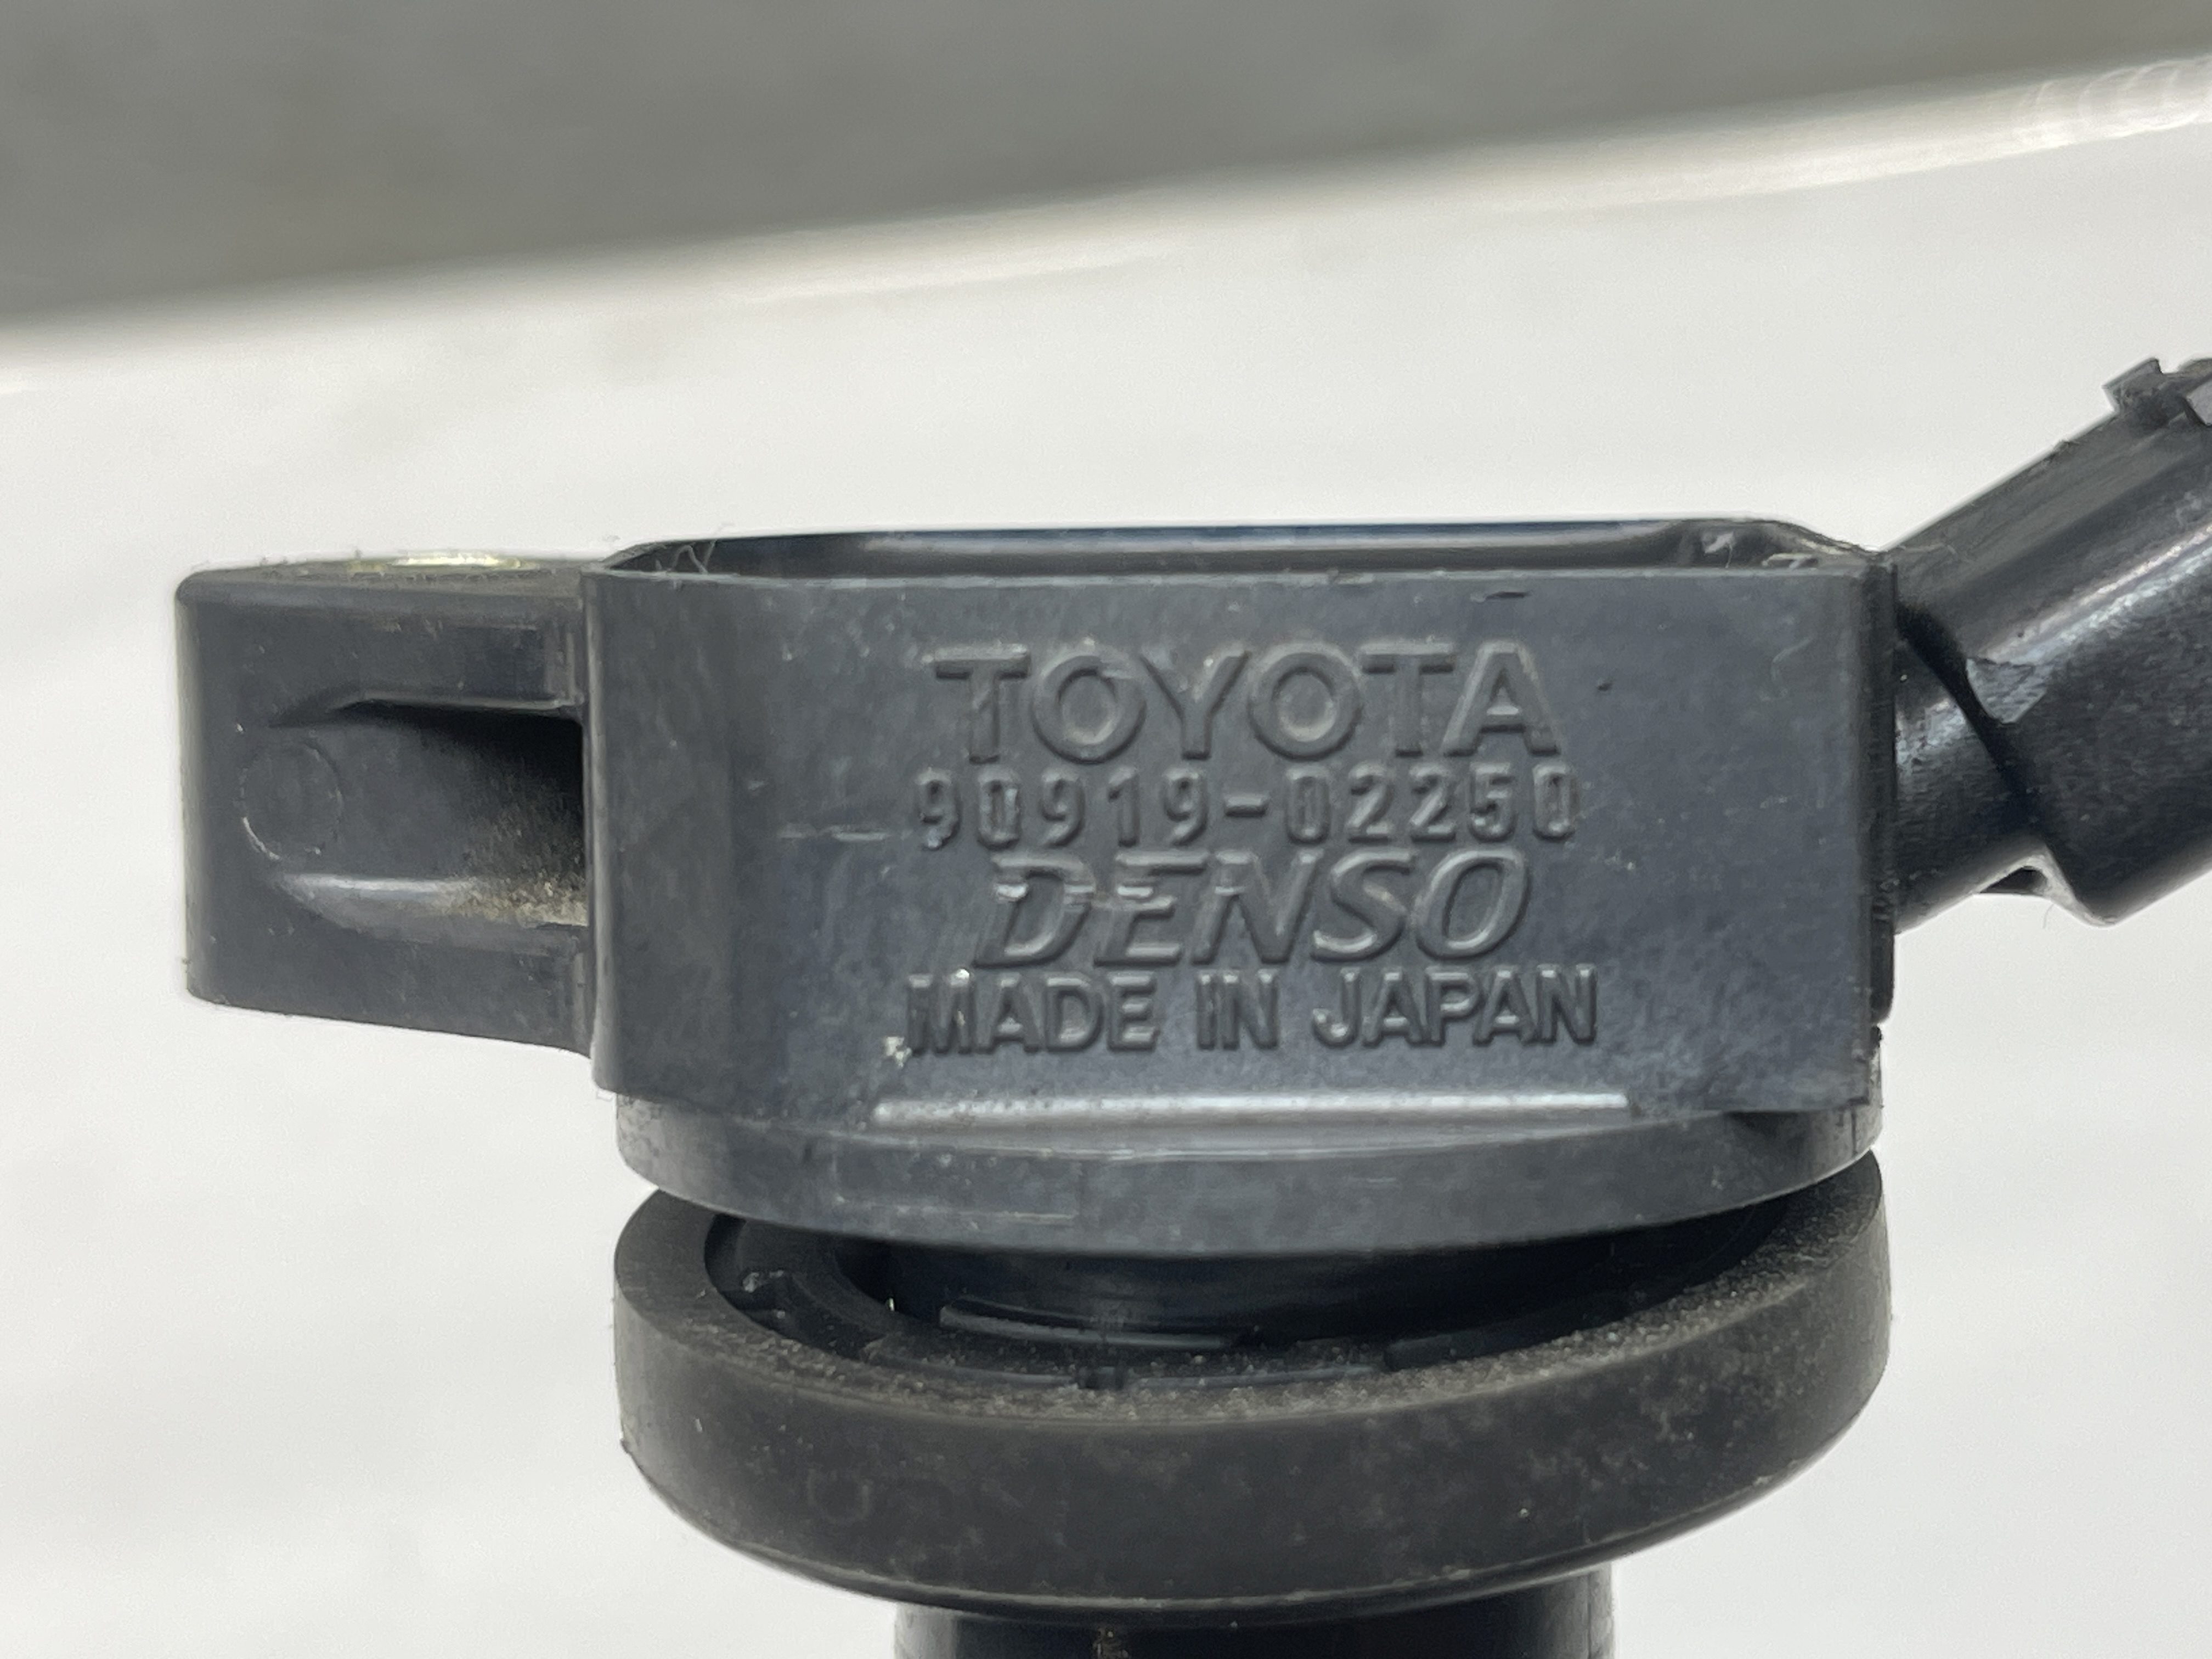 TOYOTA
90919-02250
DENSO
MADE IN JAPAN